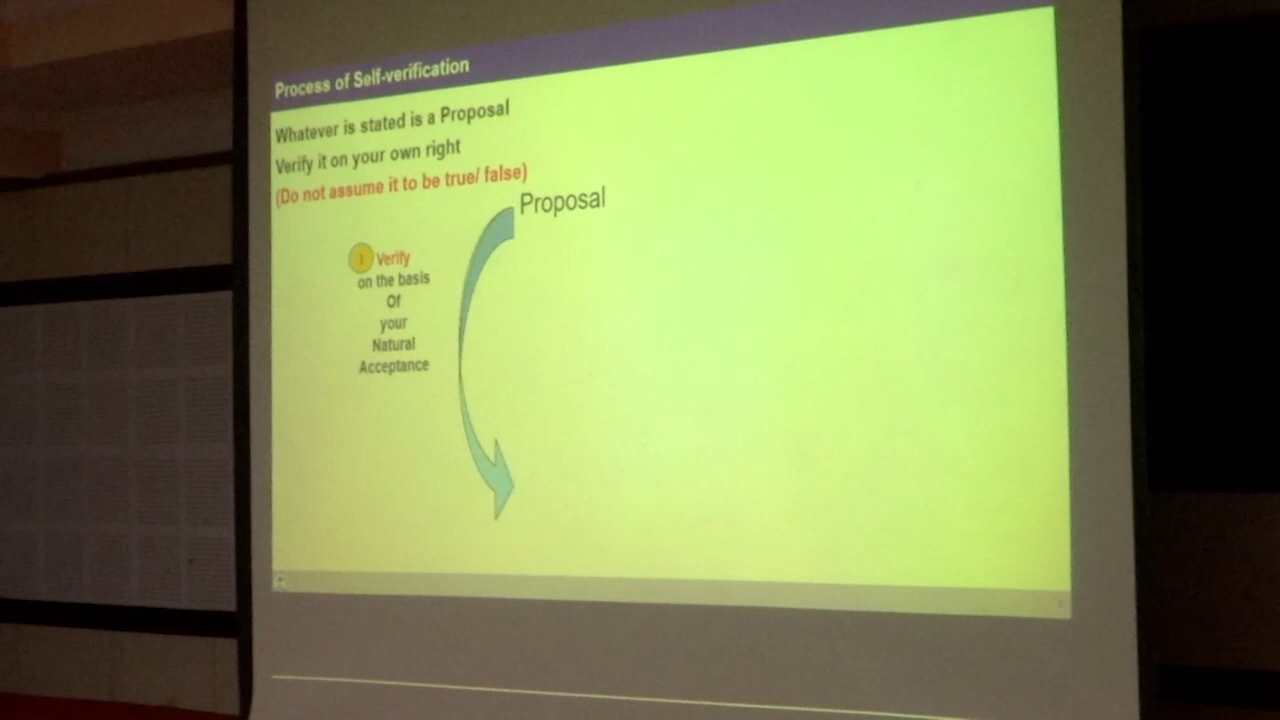 Process of Self-verification
Whatever is stated is a Proposal
Verify it on your own right
(Do not assume it to be true/ false)
Proposal
1 Verify
on the basis
Of
your
Natural
Acceptance